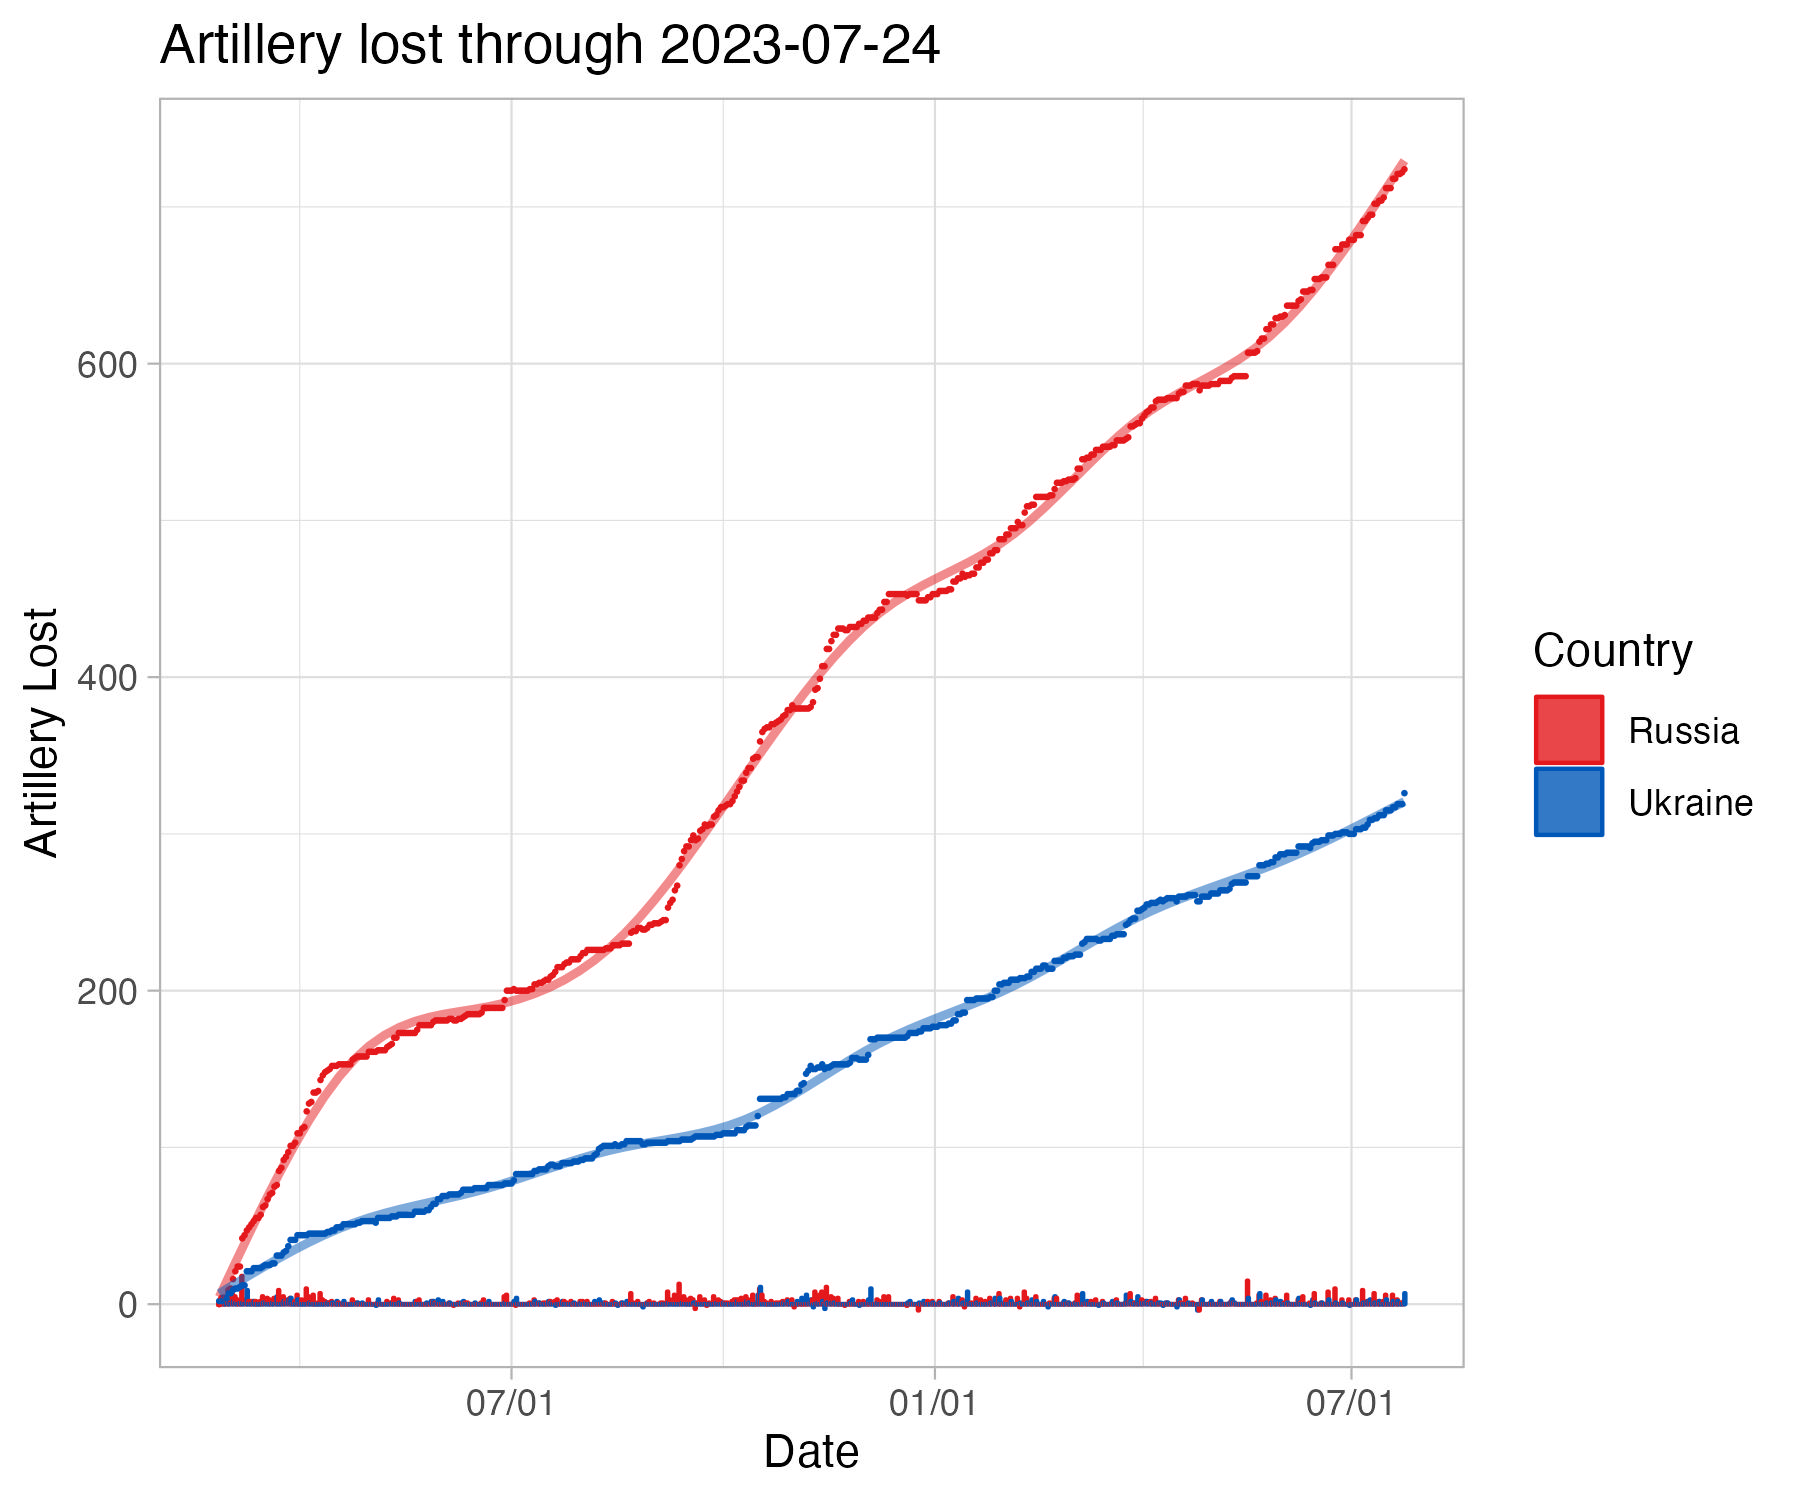 Artillery lost through 2023-07-24
Artillery Lost
600
400
200
0
07/01
01/01
07/01
Date
Country
Russia
Ukraine